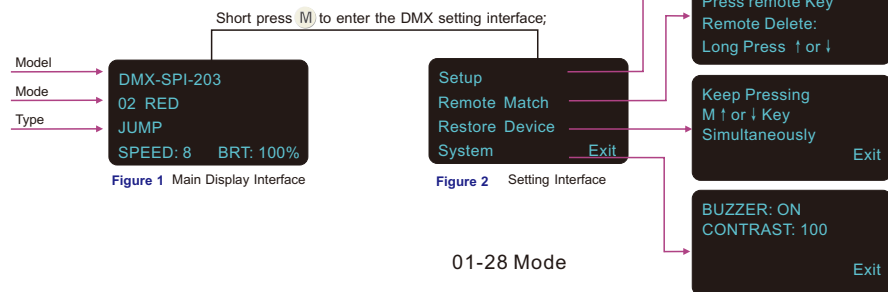 Press remote Key
Remote Delete:
Long Press ↑ or ↓
Short press M to enter the DMX setting interface;
Model
Mode
Type
DMX-SPI-203
02 RED
JUMP
SPEED: 8 BRT: 100%
Figure 1 Main Display Interface
Setup
Remote Match
Restore Device
System Exit
Figure 2 Setting Interface
Keep Pressing
M ↑ or ↓ Key
Simultaneously
Exit
BUZZER: ON
CONTRAST: 100
Exit
01-28 Mode